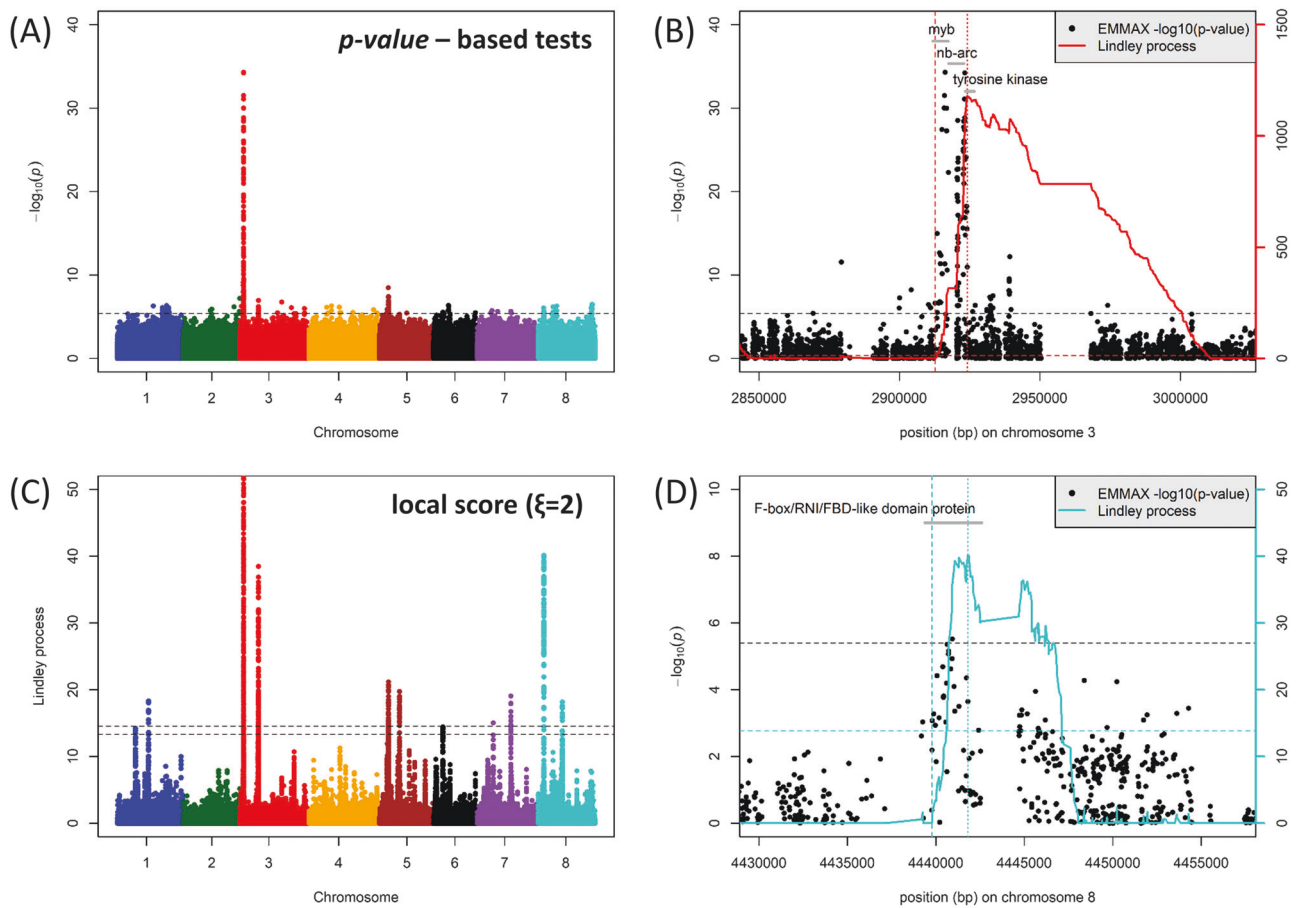 (A)
p-value – based tests
−log10(p)
40
30
20
10
0
1 2 3 4 5 6 7 8
Chromosome
(B)
EMMAX -log10(p-value)
Lindley process
myb
nb-arc
tyrosine kinase
−log10(p)
40
30
20
10
0
1500
1000
500
0
2850000 2900000 2950000 3000000
position (bp) on chromosome 3
(C)
local score (ξ=2)
Lindley process
50
40
30
20
10
0
1 2 3 4 5 6 7 8
Chromosome
(D)
EMMAX -log10(p-value)
Lindley process
F-box/RNI/FBD-like domain protein
−log10(p)
10
8
6
4
2
0
50
40
30
20
10
0
4430000 4435000 4440000 4445000 4450000 4455000
position (bp) on chromosome 8